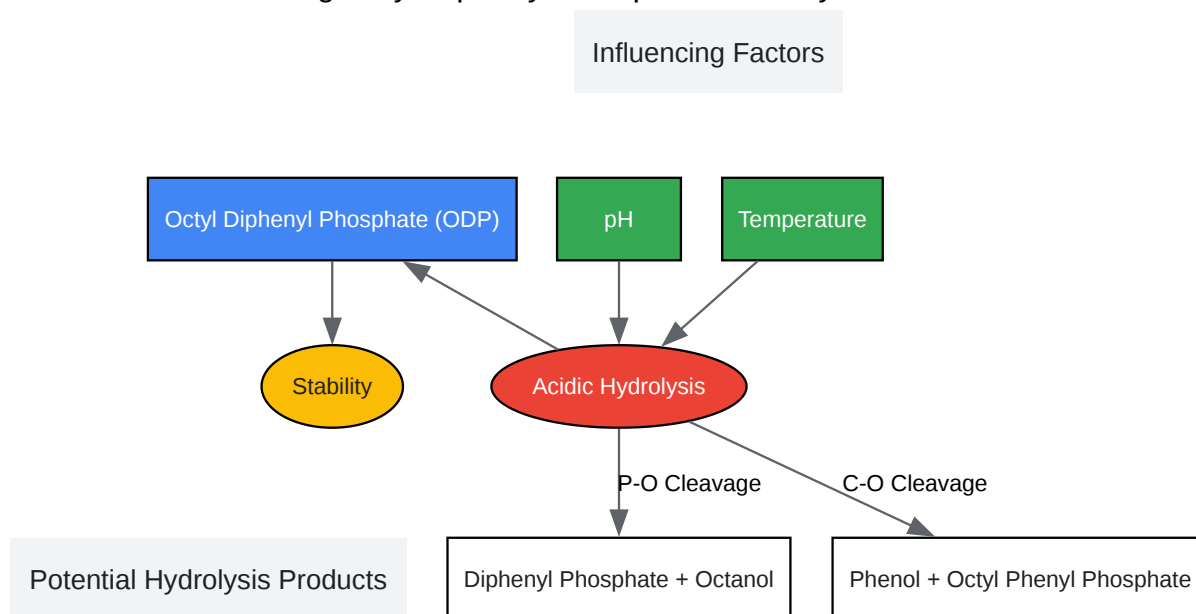 Influencing Factors
Octyl Diphenyl Phosphate (ODP)
pH
Temperature
Stability
Acidic Hydrolysis
P-O Cleavage
C-O Cleavage
Potential Hydrolysis Products
Diphenyl Phosphate + Octanol
Phenol + Octyl Phenyl Phosphate